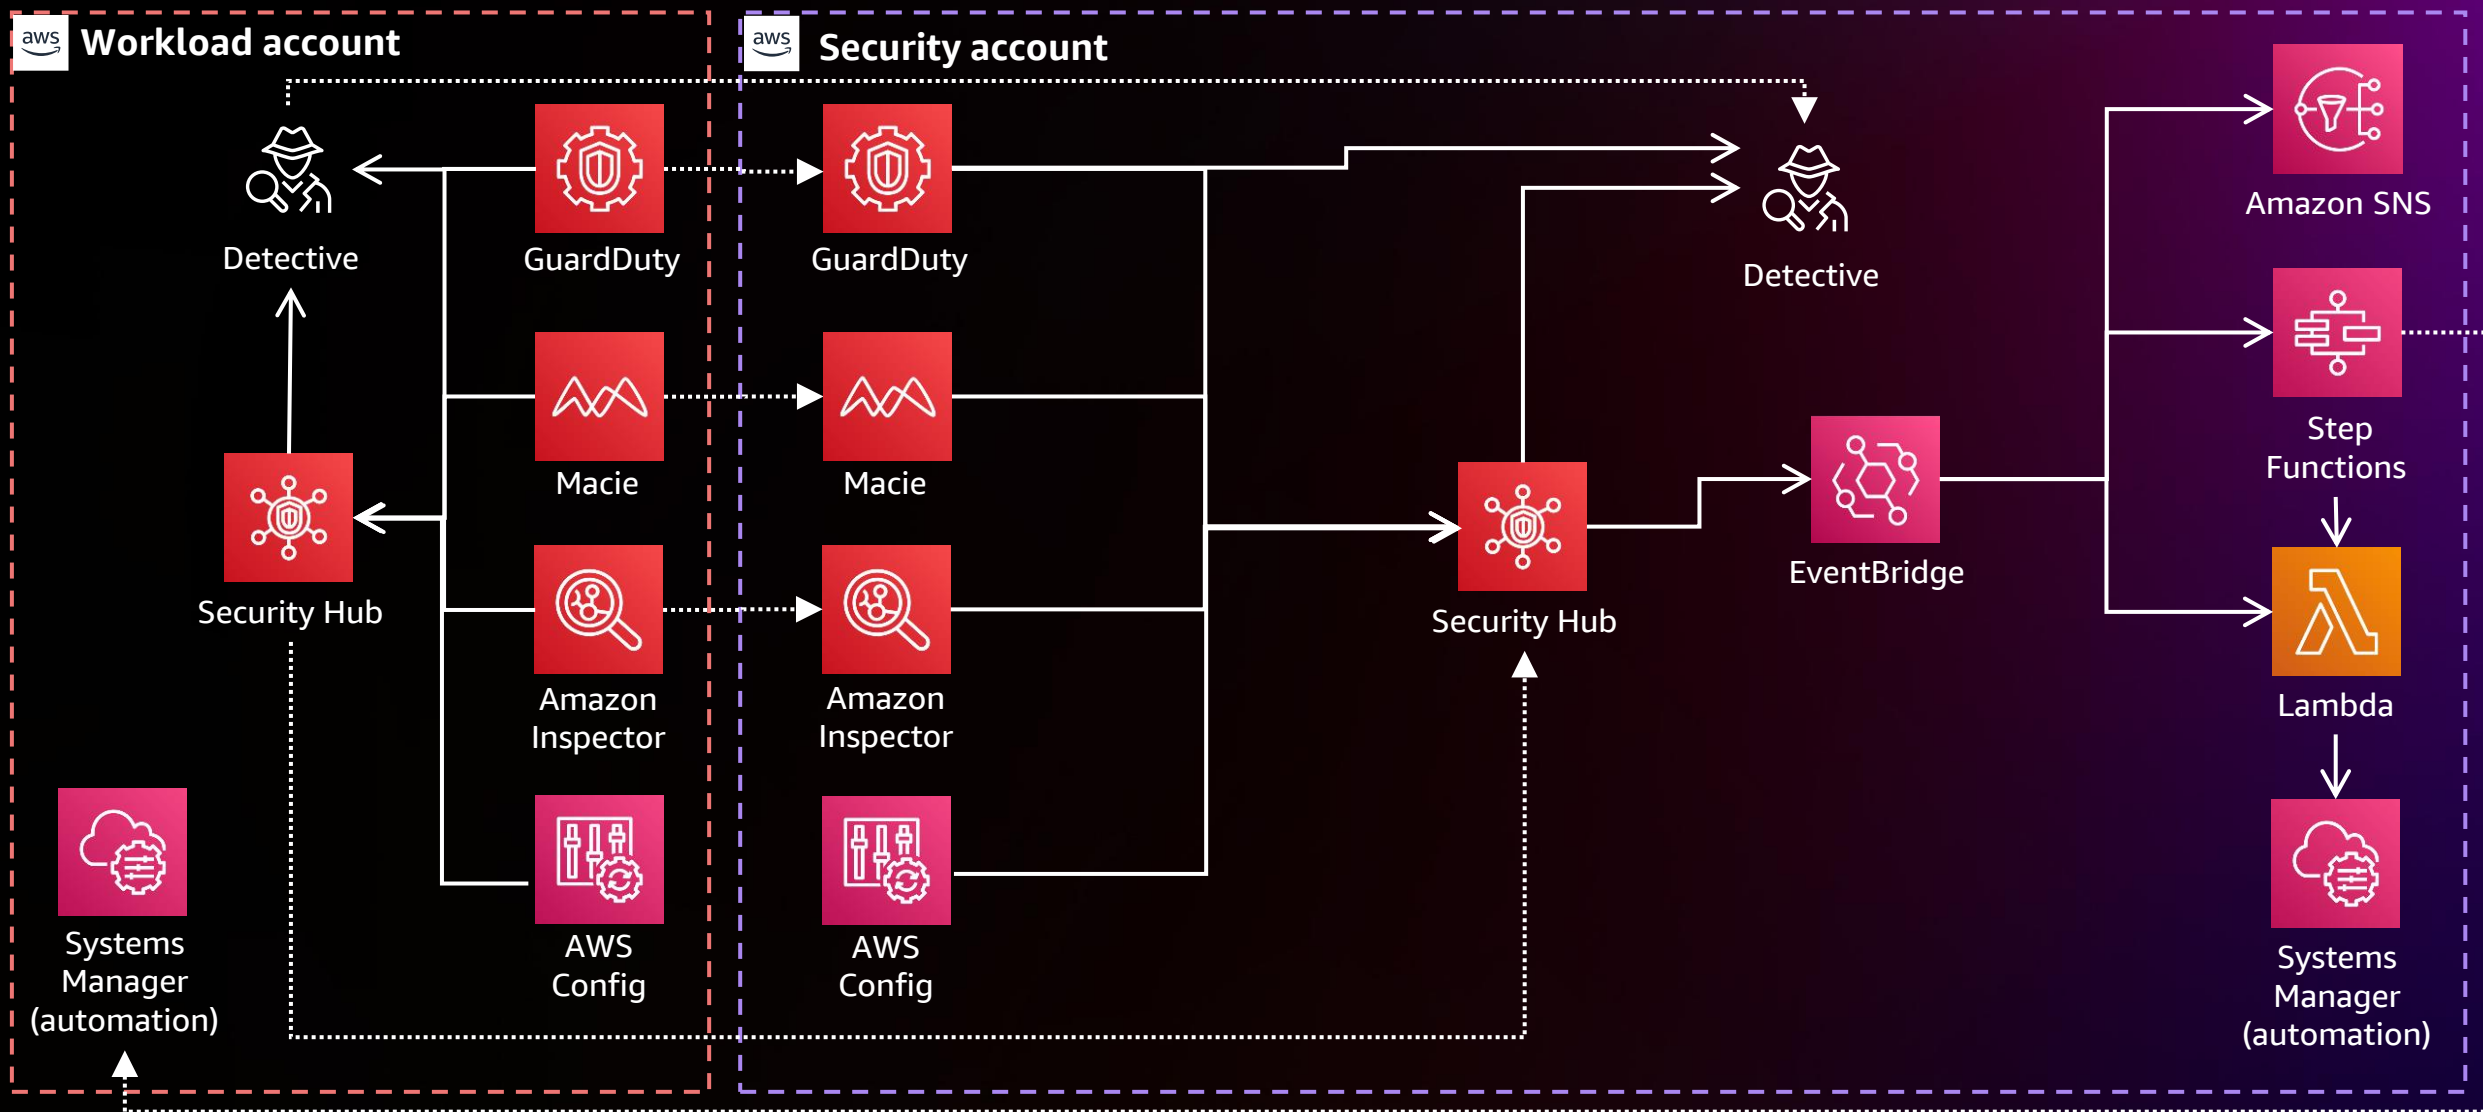 aws
Workload account
aws
Security account
Detective
GuardDuty
GuardDuty
Detective
Amazon SNS
Macie
Macie
Step
Functions
Security Hub
Security Hub
EventBridge
Amazon
Inspector
Amazon
Inspector
Lambda
Systems
Manager
(automation)
AWS
Config
AWS
Config
Systems
Manager
(automation)